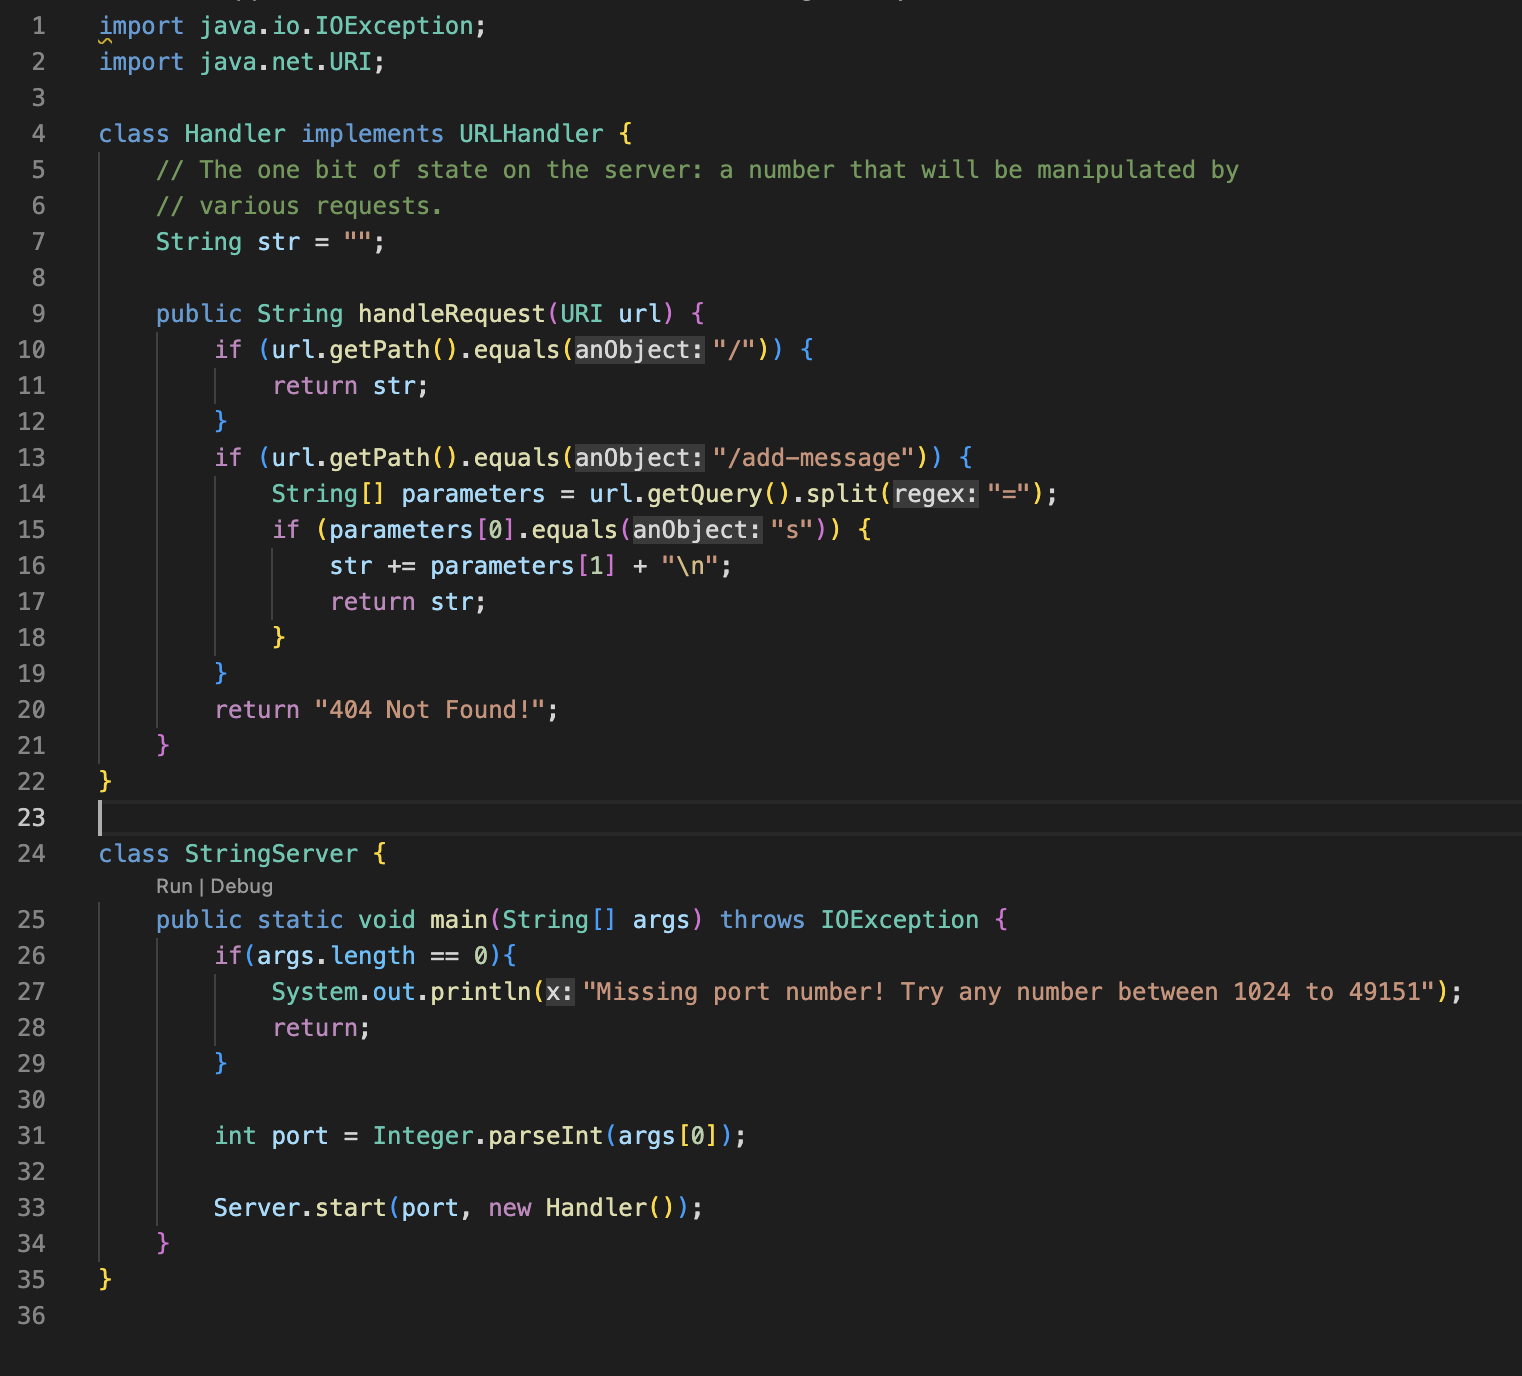 1 import java.io.IOException;
2 import java.net.URI;
3
4 class Handler implements URLHandler {
5     // The one bit of state on the server: a number that will be manipulated by
6     // various requests.
7     String str = "";
8
9     public String handleRequest(URI url) {
10         if (url.getPath().equals(anObject: "/")) {
11             return str;
12         }
13         if (url.getPath().equals(anObject: "/add-message")) {
14             String[] parameters = url.getQuery().split(regex: "=");
15             if (parameters[0].equals(anObject: "s")) {
16                 str += parameters[1] + "\n";
17                 return str;
18             }
19         }
20         return "404 Not Found!";
21     }
22 }
23
24 class StringServer {
Run | Debug
25     public static void main(String[] args) throws IOException {
26         if(args.length == 0){
27             System.out.println(x: "Missing port number! Try any number between 1024 to 49151");
28             return;
29         }
30
31         int port = Integer.parseInt(args[0]);
32
33         Server.start(port, new Handler());
34     }
35 }
36